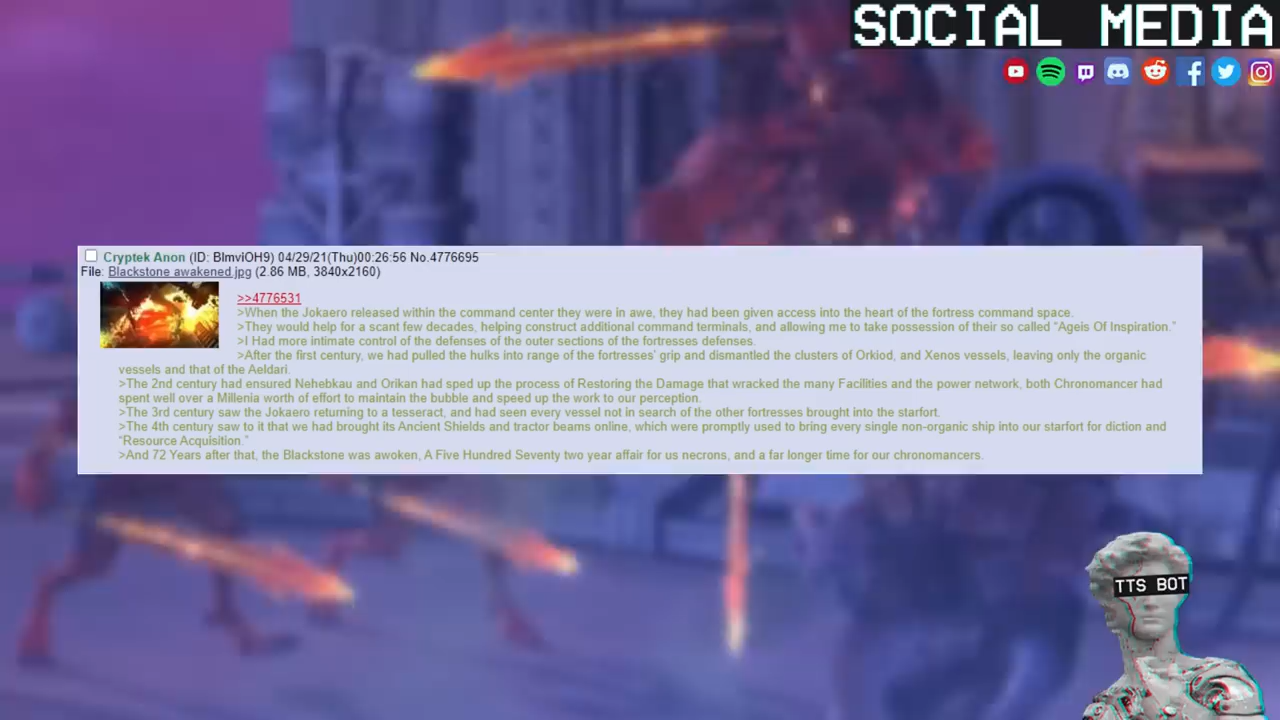 SOCIAL MEDIA
Cryptek Anon (ID: BlmviOH9) 04/29/21(Thu)00:26:56 No.4776695
File: Blackstone awakened.jpg (2.86 MB, 3840x2160)
>>4776531
>When the Jokaero released within the command center they were in awe, they had been given access into the heart of the fortress command space.
>They would help for a scant few decades, helping construct additional command terminals, and allowing me to take possession of their so called “Ageis Of Inspiration.”
>I Had more intimate control of the defenses of the outer sections of the fortresses defenses.
>After the first century, we had pulled the hulks into range of the fortresses' grip and dismantled the clusters of Orkiod, and Xenos vessels, leaving only the organic
vessels and that of the Aeldari.
>The 2nd century had ensured Nehebkau and Orikan had sped up the process of Restoring the Damage that wracked the many Facilities and the power network, both Chronomancer had
spent well over a Millenia worth of effort to maintain the bubble and speed up the work to our perception.
>The 3rd century saw the Jokaero returning to a tesseract, and had seen every vessel not in search of the other fortresses brought into the starfort.
>The 4th century saw to it that we had brought its Ancient Shields and tractor beams online, which were promptly used to bring every single non-organic ship into our starfort for diction and
“Resource Acquisition.”
>And 72 Years after that, the Blackstone was awoken, A Five Hundred Seventy two year affair for us necrons, and a far longer time for our chronomancers.
TTS BOT